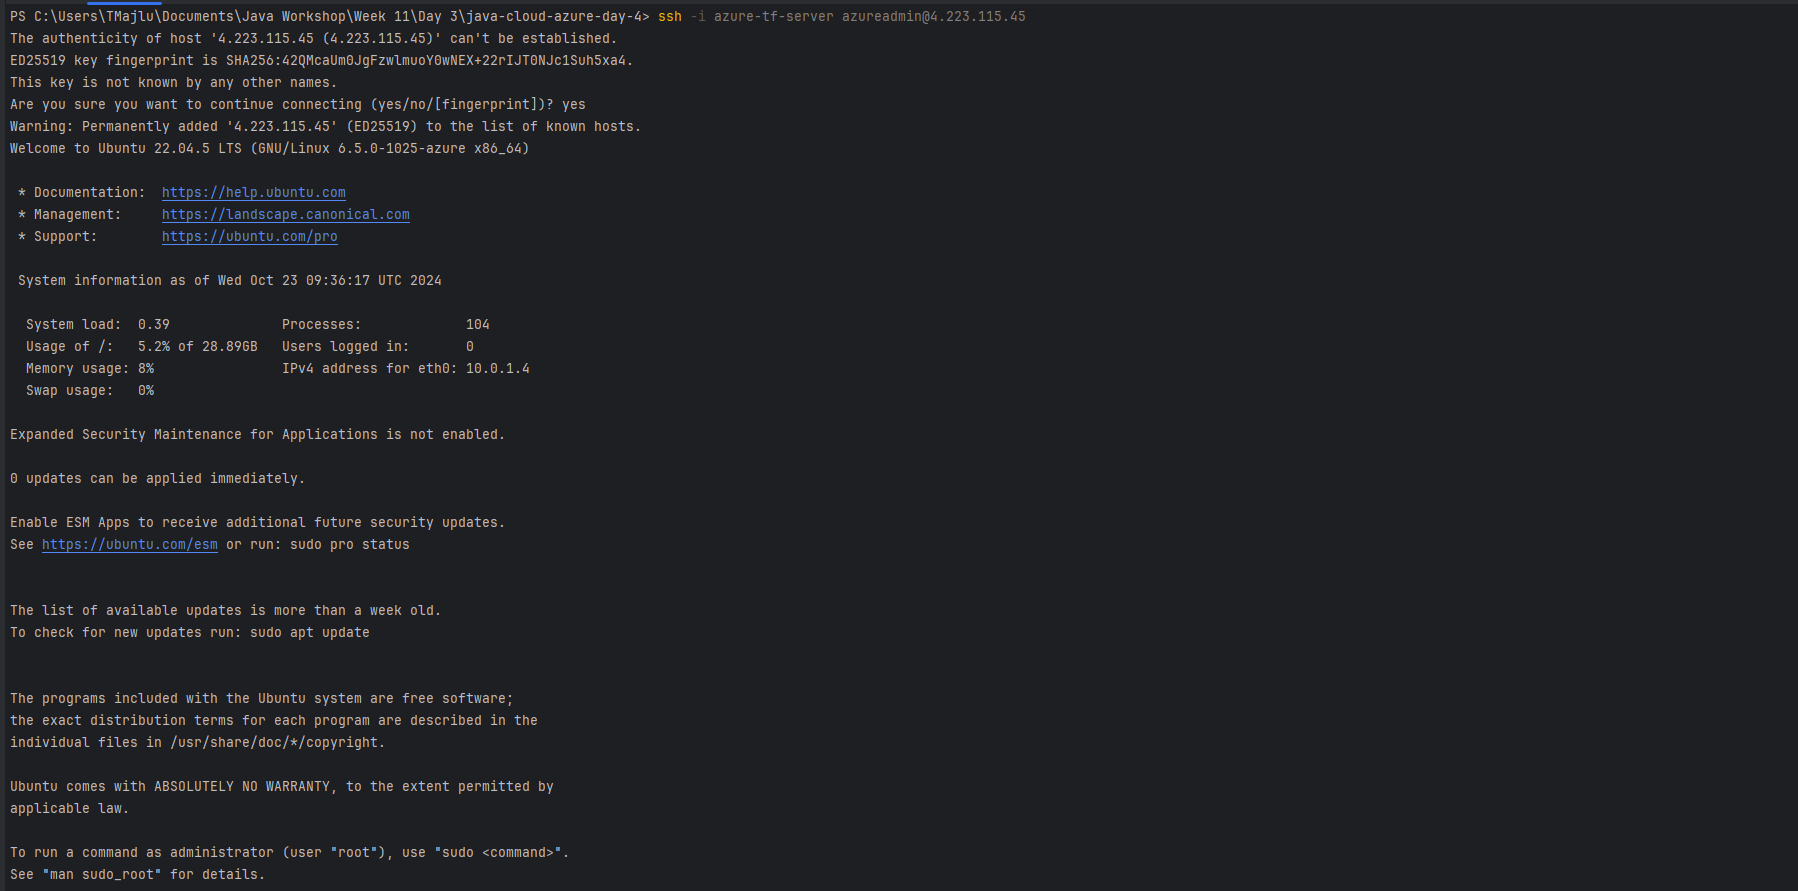 PS C:\Users\TMajlu\Documents\Java Workshop\Week 11\Day 3\java-cloud-azure-day-4> ssh -i azure-tf-server azureadmin@4.223.115.45
The authenticity of host '4.223.115.45 (4.223.115.45)' can't be established.
ED25519 key fingerprint is SHA256:42QMcaUm0JgFzwlmuoY0wNEX+22rIJT0NJc1Suh5xa4.
This key is not known by any other names.
Are you sure you want to continue connecting (yes/no/[fingerprint])? yes
Warning: Permanently added '4.223.115.45' (ED25519) to the list of known hosts.
Welcome to Ubuntu 22.04.5 LTS (GNU/Linux 6.5.0-1025-azure x86_64)
* Documentation:  https://help.ubuntu.com
* Management:     https://landscape.canonical.com
* Support:        https://ubuntu.com/pro
System information as of Wed Oct 23 09:36:17 UTC 2024
System load:  0.39              Processes:             104
Usage of /:   5.2% of 28.89GB   Users logged in:       0
Memory usage: 8%                IPv4 address for eth0: 10.0.1.4
Swap usage:   0%
Expanded Security Maintenance for Applications is not enabled.
0 updates can be applied immediately.
Enable ESM Apps to receive additional future security updates.
See https://ubuntu.com/esm or run: sudo pro status
The list of available updates is more than a week old.
To check for new updates run: sudo apt update
The programs included with the Ubuntu system are free software;
the exact distribution terms for each program are described in the
individual files in /usr/share/doc/*/copyright.
Ubuntu comes with ABSOLUTELY NO WARRANTY, to the extent permitted by
applicable law.
To run a command as administrator (user "root"), use "sudo <command>".
See "man sudo_root" for details.